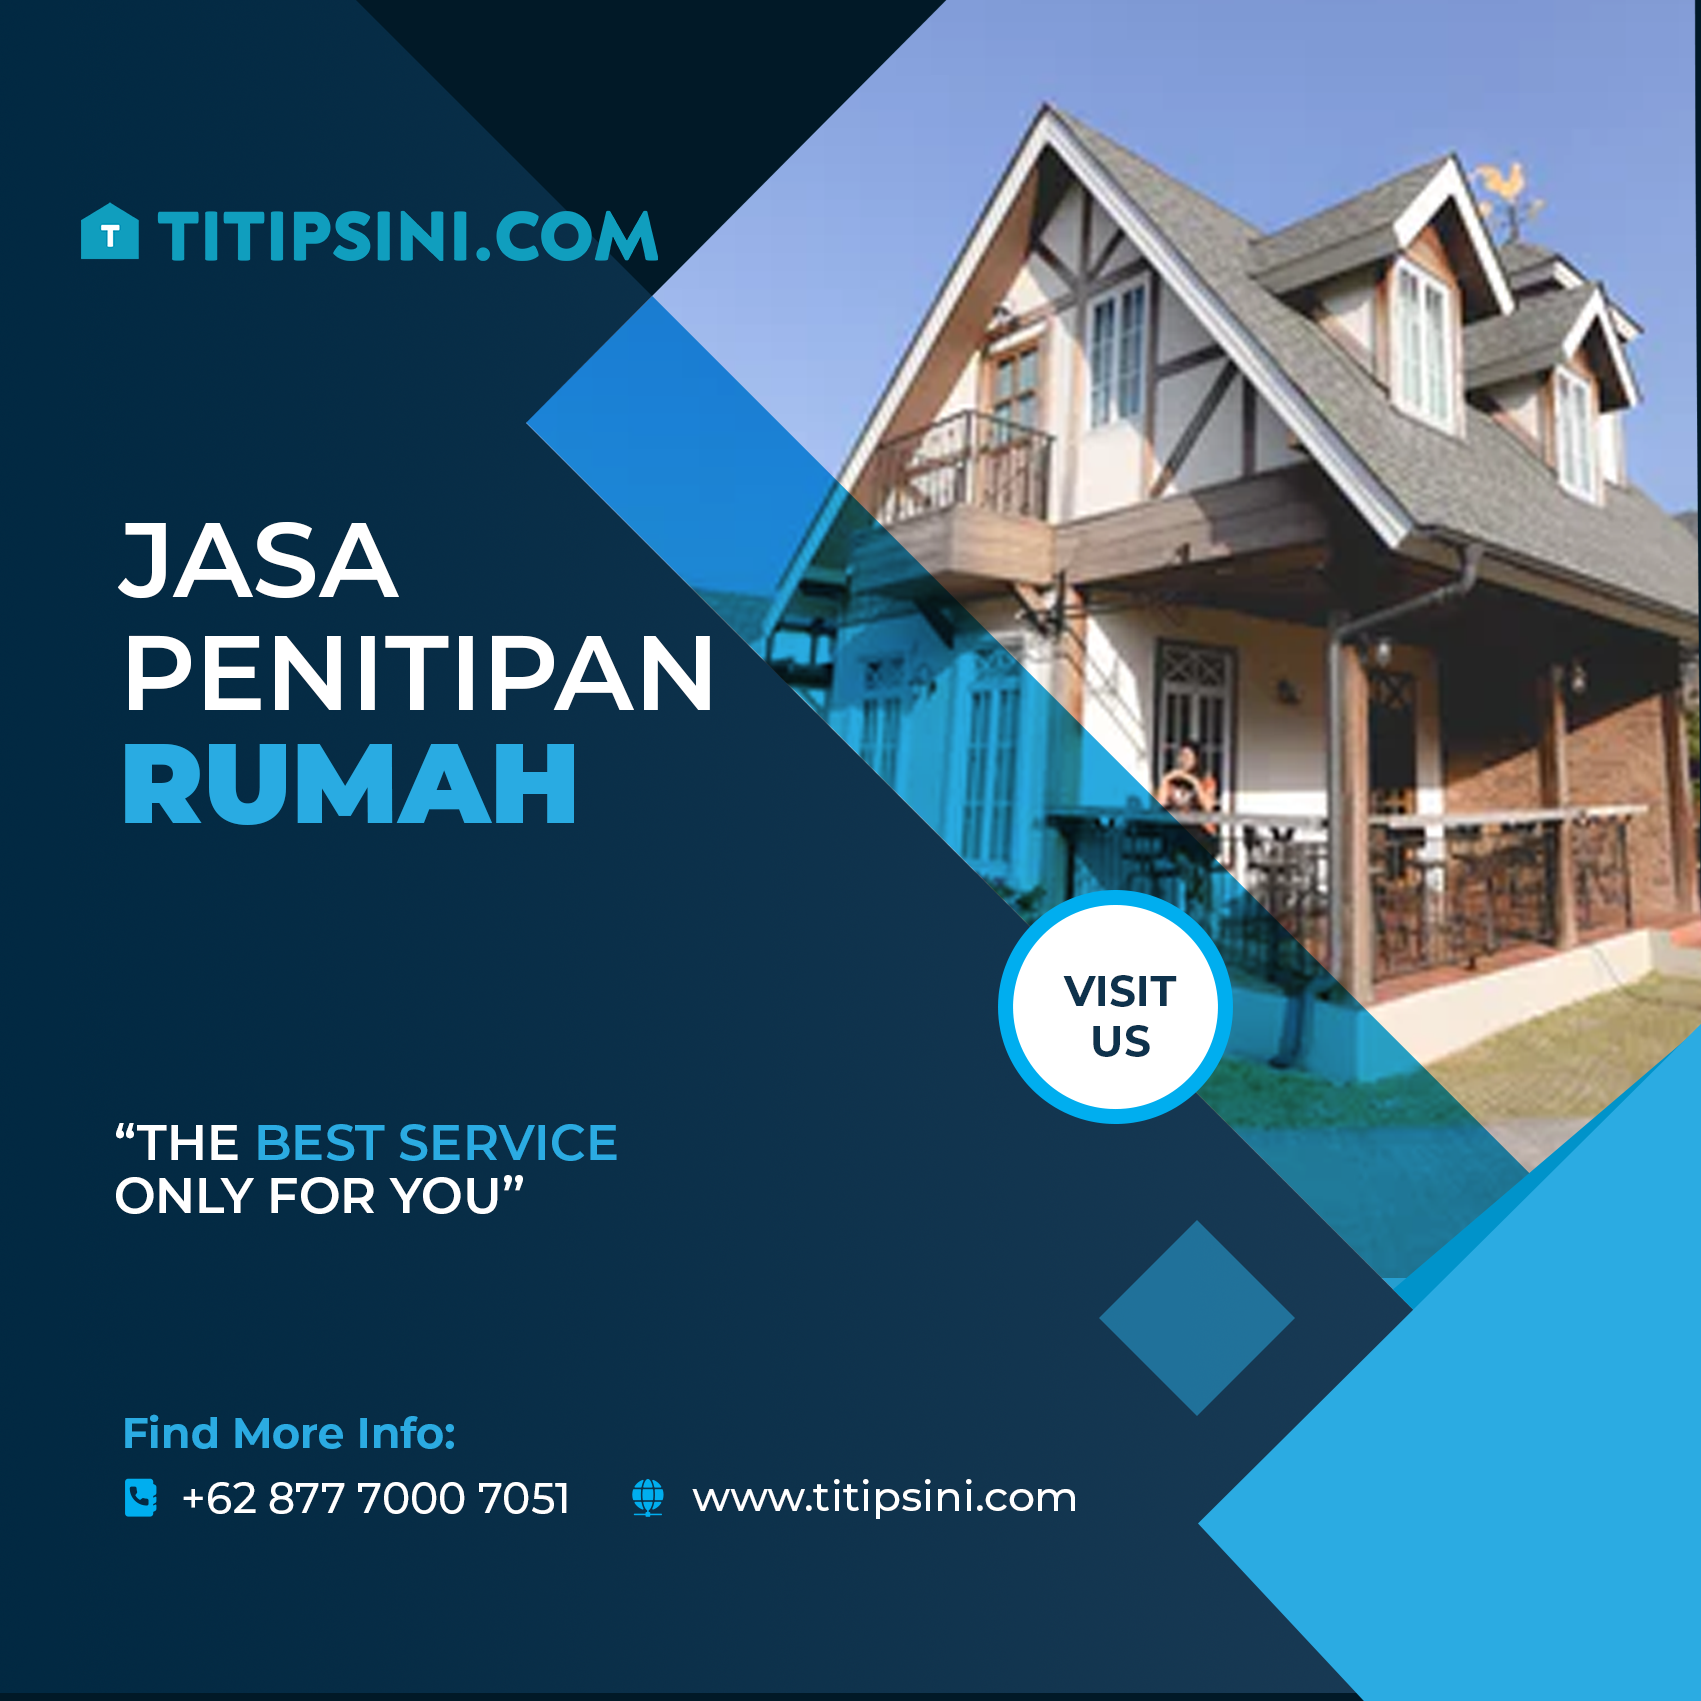 T TITIPSINI.COM
JASA
PENITIPAN
RUMAH
VISIT
US
“THE BEST SERVICE
ONLY FOR YOU”
Find More Info:
+62 877 7000 7051
www.titipsini.com